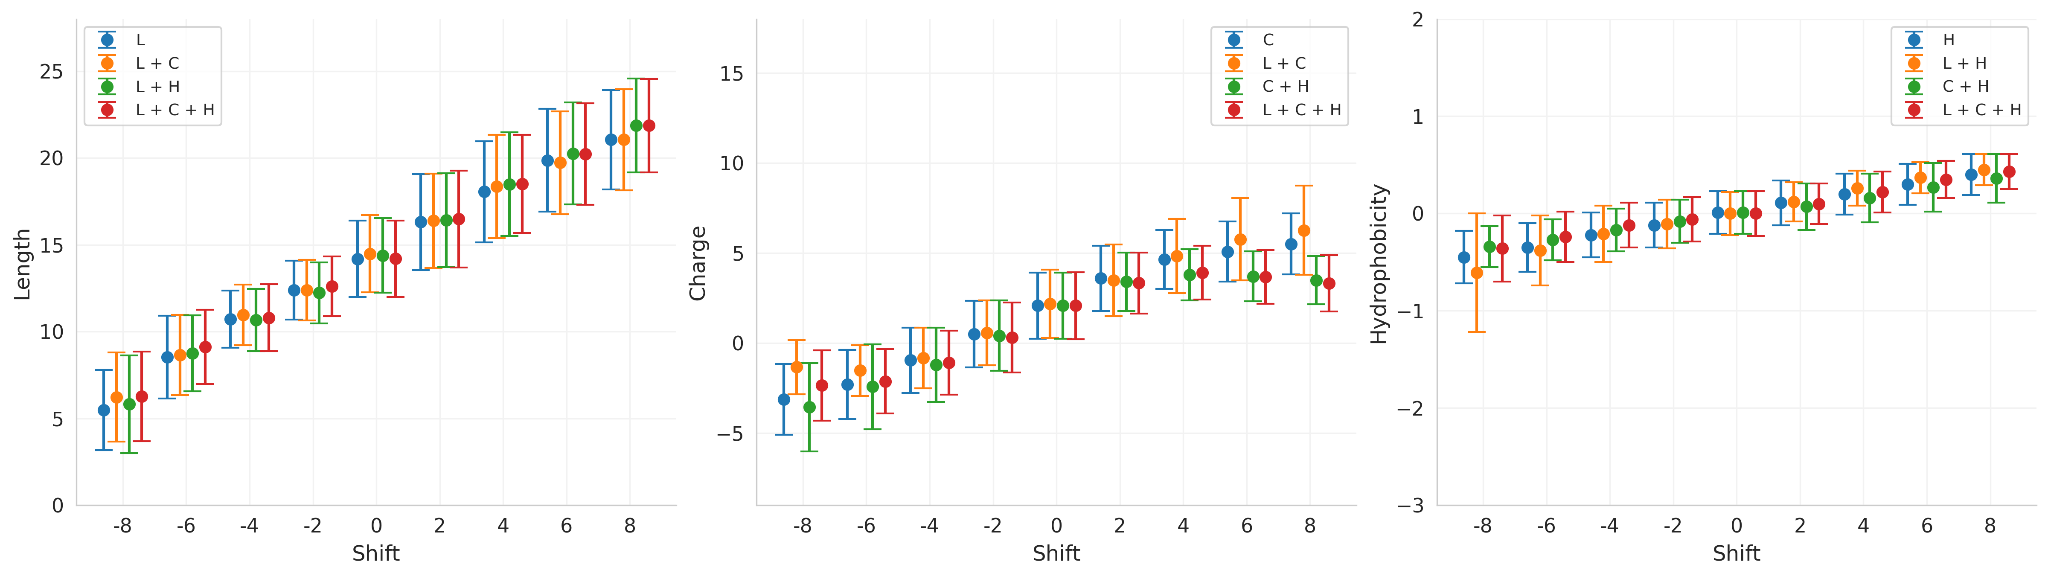 L
L + C
L + H
L + C + H
25
20
15
10
5
0
Length
-8 -6 -4 -2 0 2 4 6 8
Shift
C
L + C
C + H
L + C + H
15
10
5
0
−5
Charge
-8 -6 -4 -2 0 2 4 6 8
Shift
H
L + H
C + H
L + C + H
2
1
0
−1
−2
−3
Hydrophobicity
-8 -6 -4 -2 0 2 4 6 8
Shift